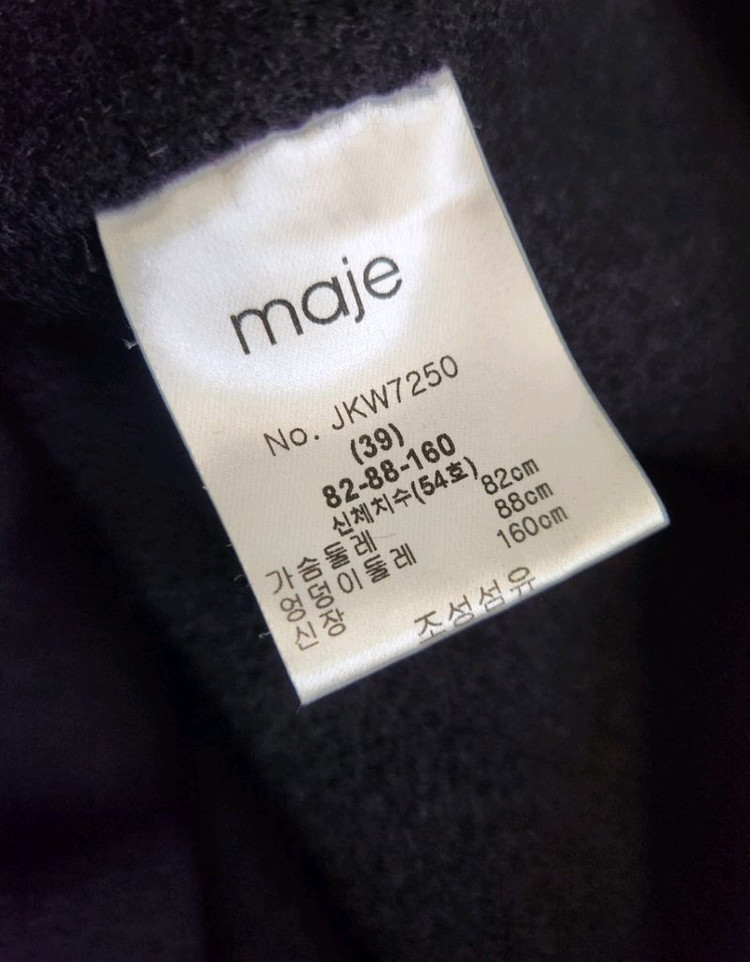 maje
No. JKW7250
(39)
82-88-160
신체치수(54호)
가슴둘레 82cm
엉덩이둘레 88cm
신장 160cm
조성섬유